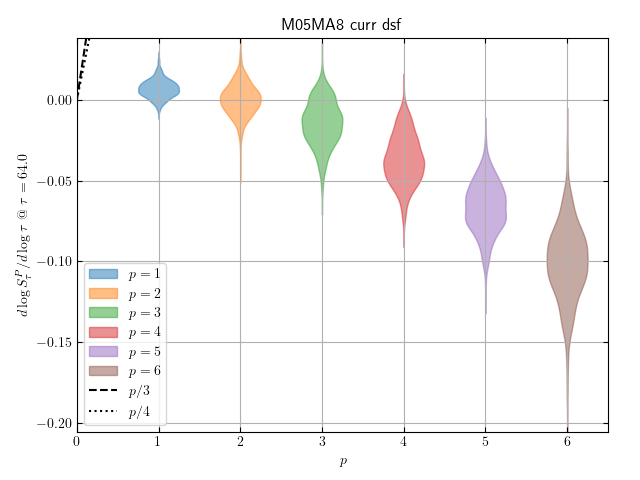 M05MA8 curr dsf
d log S_τ^P / d log τ @ τ = 64.0
0.00
−0.05
−0.10
−0.15
−0.20
p = 1
p = 2
p = 3
p = 4
p = 5
p = 6
p/3
p/4
0 1 2 3 4 5 6
p